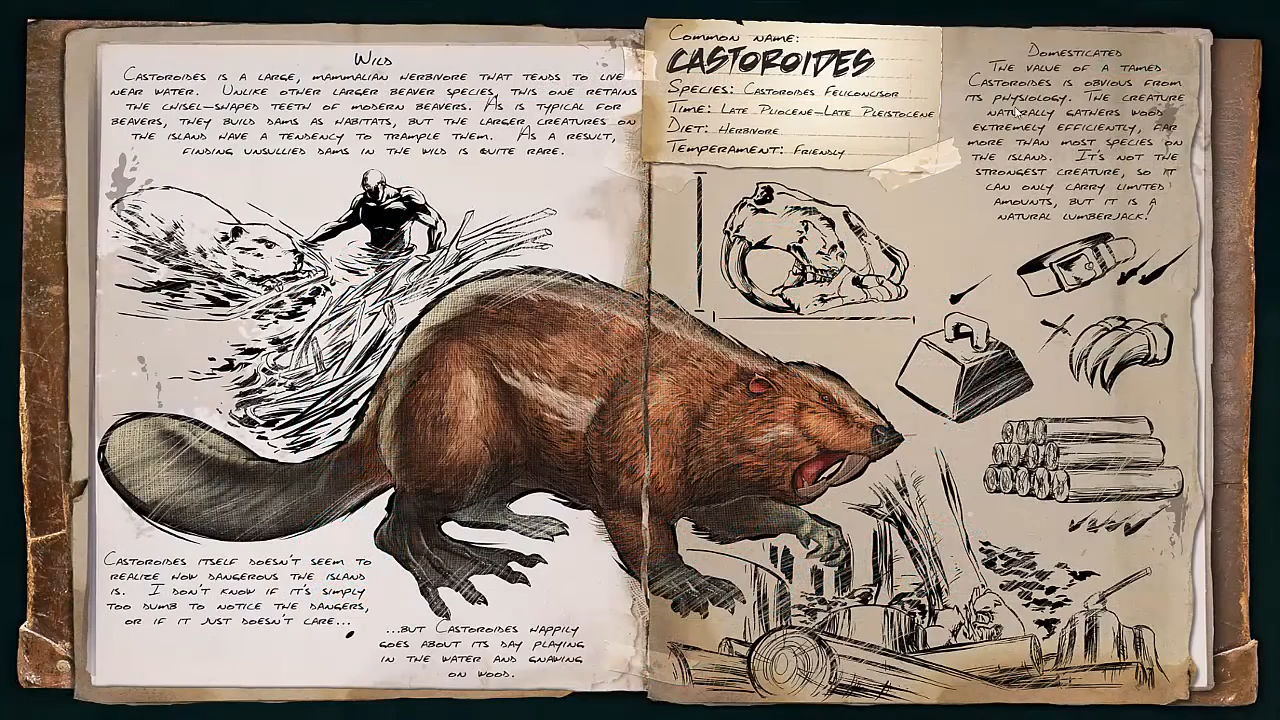 Wild
Castoroides is a large, mammalian herbivore that tends to live
near water. Unlike other larger beaver species, this one retains
the chisel-shaped teeth of modern beavers. As is typical for
beavers, they build dams as habitats, but the larger creatures on
the island have a tendency to trample them. As a result,
finding unsullied dams in the wild is quite rare.
Castoroides itself doesn't seem to
realize how dangerous the island
is. I don't know if it's simply
too dumb to notice the dangers,
or if it just doesn't care...
...but Castoroides happily
goes about its day playing
in the water and gnawing
on wood.
Common name:
CASTOROIDES
Species: Castoroides Feliconcisor
Time: Late Pliocene-Late Pleistocene
Diet: Herbivore
Temperament: Friendly
Domesticated
The value of a tamed
Castoroides is obvious from
its physiology. The creature
naturally gathers wood
extremely efficiently, far
more than most species on
the island. It's not the
strongest creature, so it
can only carry limited
amounts, but it is a
natural lumberjack!